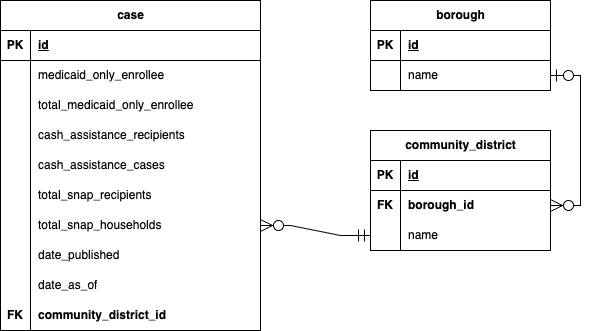 case
PK id
medicaid_only_enrollee
total_medicaid_only_enrollee
cash_assistance_recipients
cash_assistance_cases
total_snap_recipients
total_snap_households
date_published
date_as_of
FK community_district_id
borough
PK id
name
community_district
PK id
FK borough_id
name